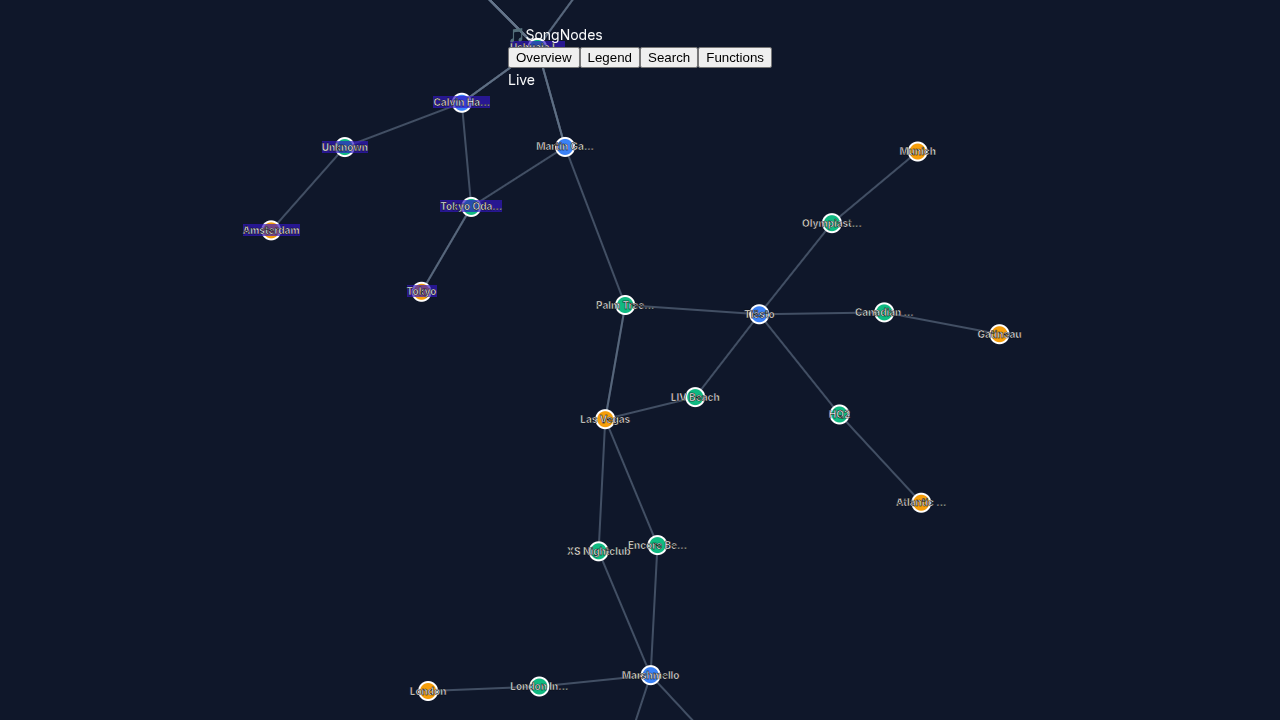 SongNodes
Overview Legend Search Functions
Live
Calvin Ha...
Unknown
Martin Ga...
Munich
Tokyo Oda...
Olympiast...
Amsterdam
Tokyo
Palm Tree...
Tiësto
Canadian ...
Gatineau
LIV Beach
Las Vegas
HQ2
Atlantic ...
XS Nightclub
Encore Be...
Marshmello
London
London In...